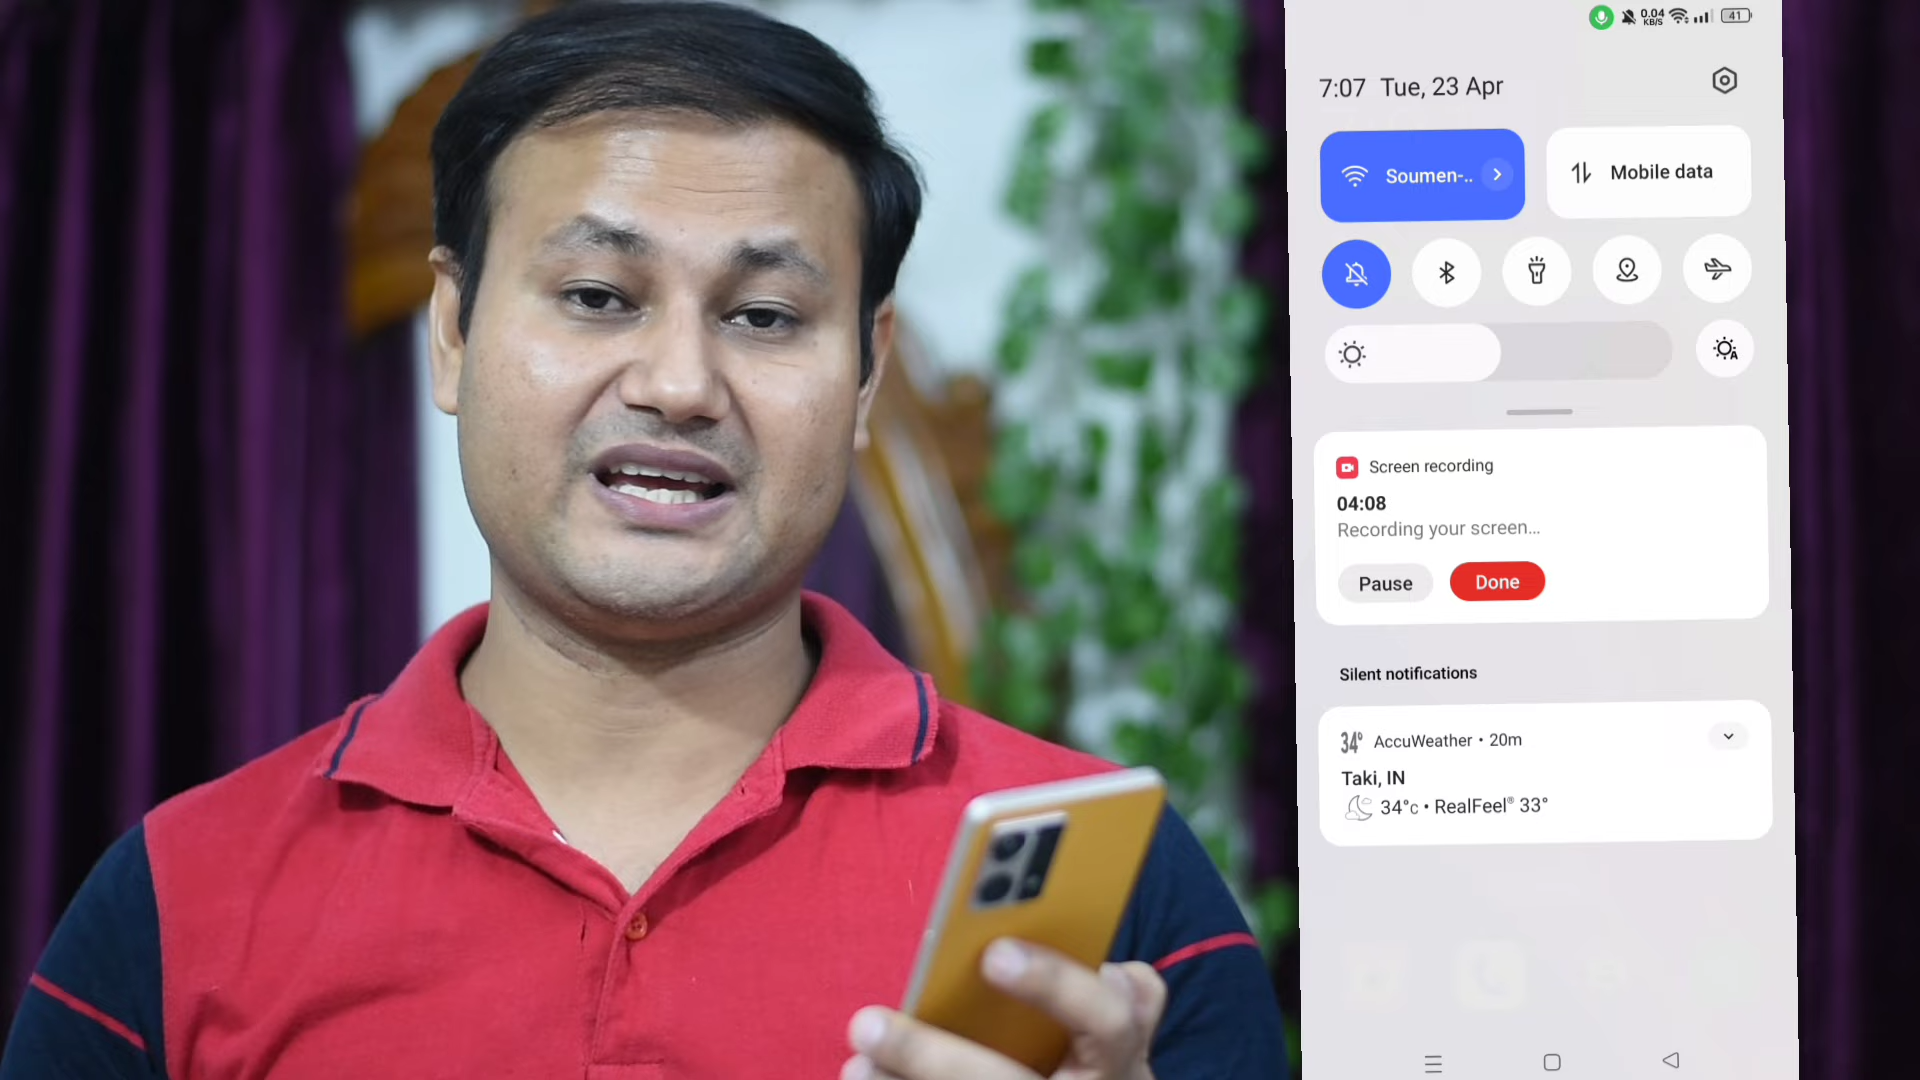 0.04
KB/S
41
7:07 Tue, 23 Apr
Soumen-..
Mobile data
A
Screen recording
04:08
Recording your screen...
Pause
Done
Silent notifications
34° AccuWeather • 20m
Taki, IN
34°c • RealFeel® 33°